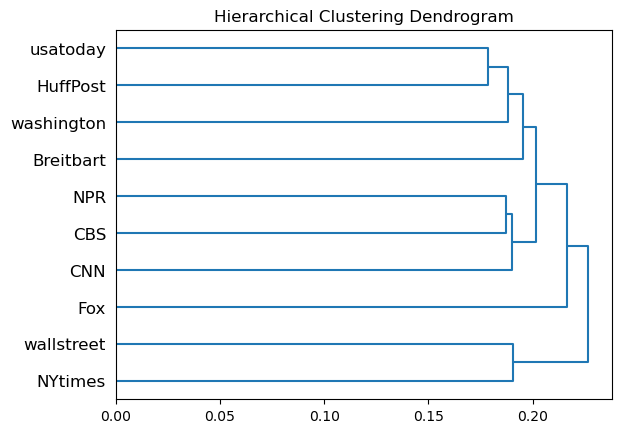 Hierarchical Clustering Dendrogram
usatoday
HuffPost
washington
Breitbart
NPR
CBS
CNN
Fox
wallstreet
NYtimes
0.00 0.05 0.10 0.15 0.20